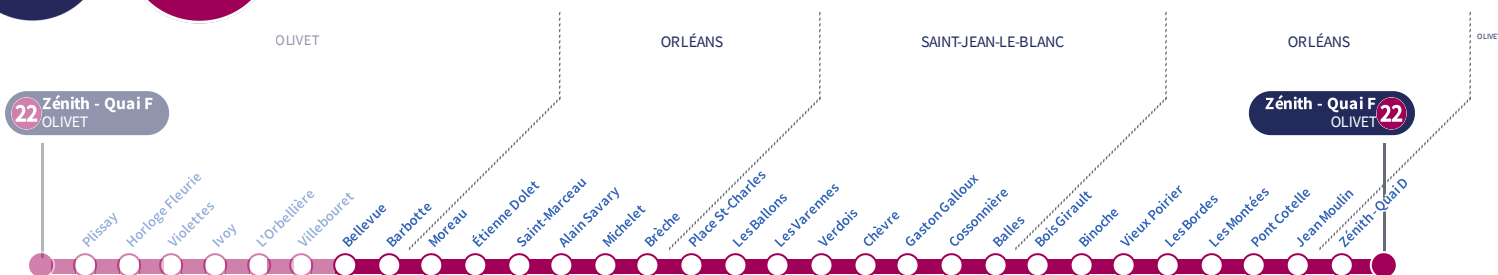 OLIVET
ORLÉANS
SAINT-JEAN-LE-BLANC
ORLÉANS
OLIVE
22 Zénith - Quai F
OLIVET
Zénith - Quai F 22
OLIVET
Plissay
Horloge Fleurie
Violettes
Ivoy
L'Orbellière
Villebouret
Bellevue
Barbotte
Moreau
Étienne Dolet
Saint-Marceau
Alain Savary
Michelet
Brèche
Place St-Charles
Les Ballons
Les Varennes
Verdois
Chèvre
Gaston Galloux
Cossonnière
Balles
Bois Girault
Binoche
Vieux Poirier
Les Bordes
Les Montées
Pont Cotelle
Jean Moulin
Zénith - Quai D